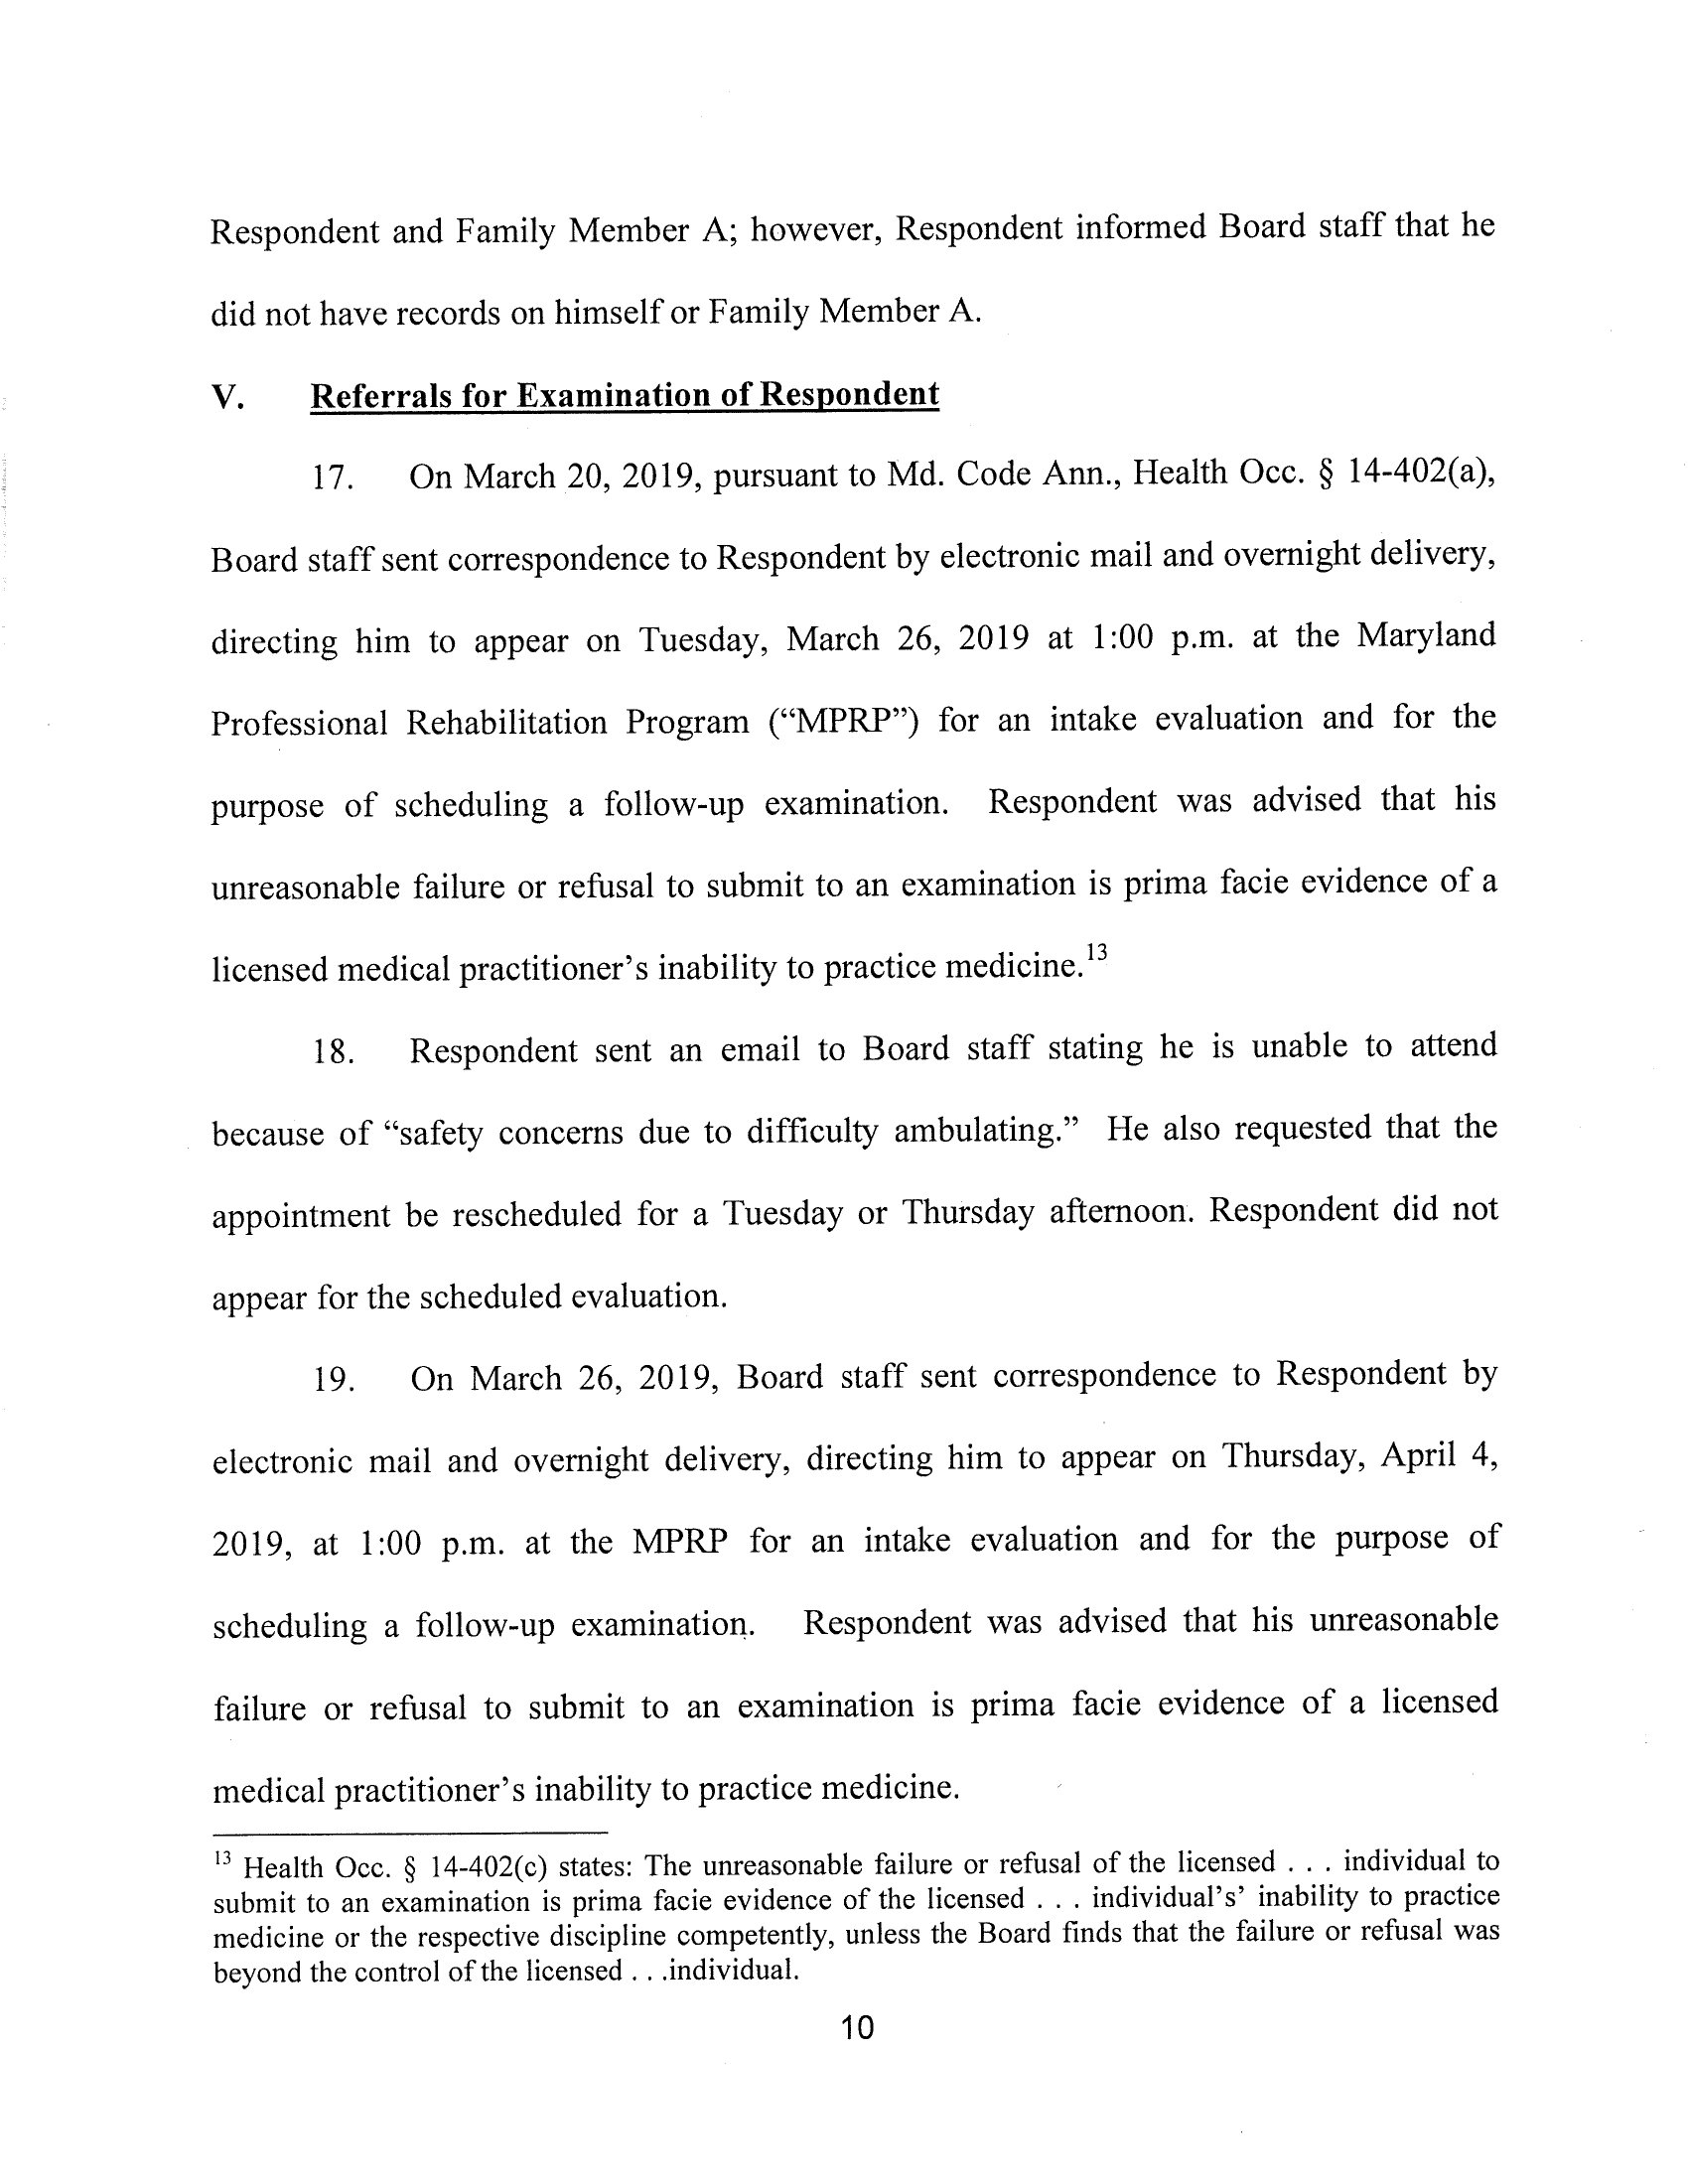 Respondent and Family Member A; however, Respondent informed Board staff that he
did not have records on himself or Family Member A.
V. Referrals for Examination of Respondent
17. On March 20, 2019, pursuant to Md. Code Ann., Health Occ. § 14-402(a),
Board staff sent correspondence to Respondent by electronic mail and overnight delivery,
directing him to appear on Tuesday, March 26, 2019 at 1:00 p.m. at the Maryland
Professional Rehabilitation Program (“MPRP”) for an intake evaluation and for the
purpose of scheduling a follow-up examination. Respondent was advised that his
unreasonable failure or refusal to submit to an examination is prima facie evidence of a
licensed medical practitioner’s inability to practice medicine.13
18. Respondent sent an email to Board staff stating he is unable to attend
because of “safety concerns due to difficulty ambulating.” He also requested that the
appointment be rescheduled for a Tuesday or Thursday afternoon. Respondent did not
appear for the scheduled evaluation.
19. On March 26, 2019, Board staff sent correspondence to Respondent by
electronic mail and overnight delivery, directing him to appear on Thursday, April 4,
2019, at 1:00 p.m. at the MPRP for an intake evaluation and for the purpose of
scheduling a follow-up examination. Respondent was advised that his unreasonable
failure or refusal to submit to an examination is prima facie evidence of a licensed
medical practitioner’s inability to practice medicine.
13 Health Occ. § 14-402(c) states: The unreasonable failure or refusal of the licensed . . . individual to
submit to an examination is prima facie evidence of the licensed . . . individual’s’ inability to practice
medicine or the respective discipline competently, unless the Board finds that the failure or refusal was
beyond the control of the licensed . . .individual.
10